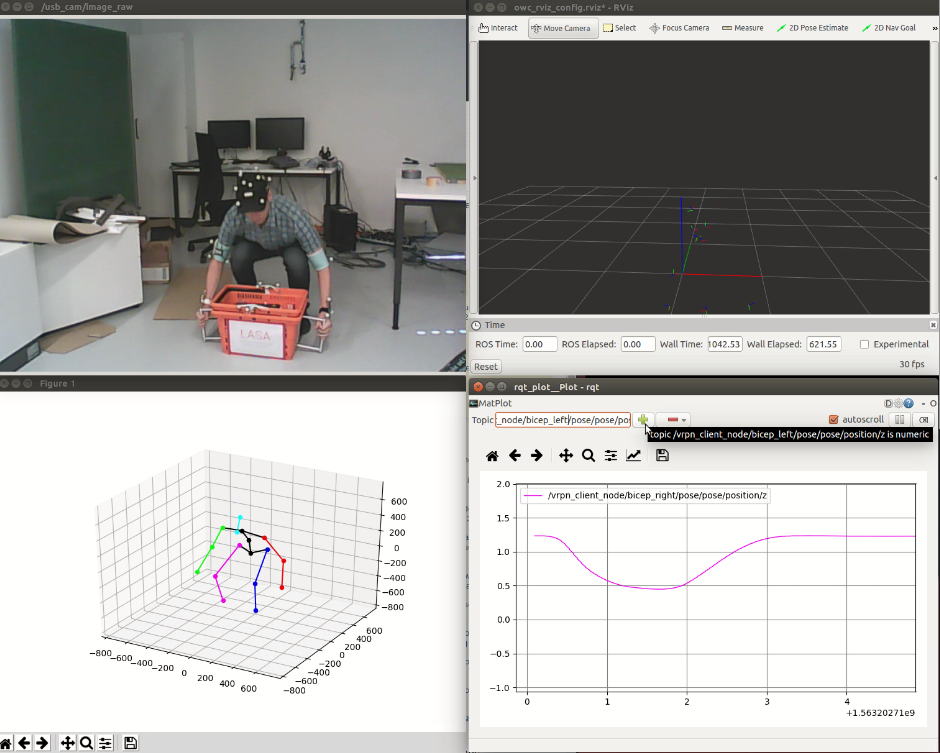 /usb_cam/image_raw
LASA
owc_rviz_config.rviz* - RViz
Interact Move Camera Select Focus Camera Measure 2D Pose Estimate 2D Nav Goal »
Time
ROS Time: 0.00 ROS Elapsed: 0.00 Wall Time: 1042.53 Wall Elapsed: 621.55 Experimental
Reset 30 fps
Figure 1
600
400
200
0
−200
−400
−600
−800
−800 −600 −400 −200 0 200 400 600
−800 −600 −400 −200 0 200 400 600
rqt_plot__Plot - rqt
MatPlot D - O
Topic _node/bicep_left/pose/pose/pos autoscroll
topic /vrpn_client_node/bicep_left/pose/pose/position/z is numeric
/vrpn_client_node/bicep_right/pose/pose/position/z
2.0
1.5
1.0
0.5
0.0
−0.5
−1.0
0 1 2 3 4
+1.56320271e9